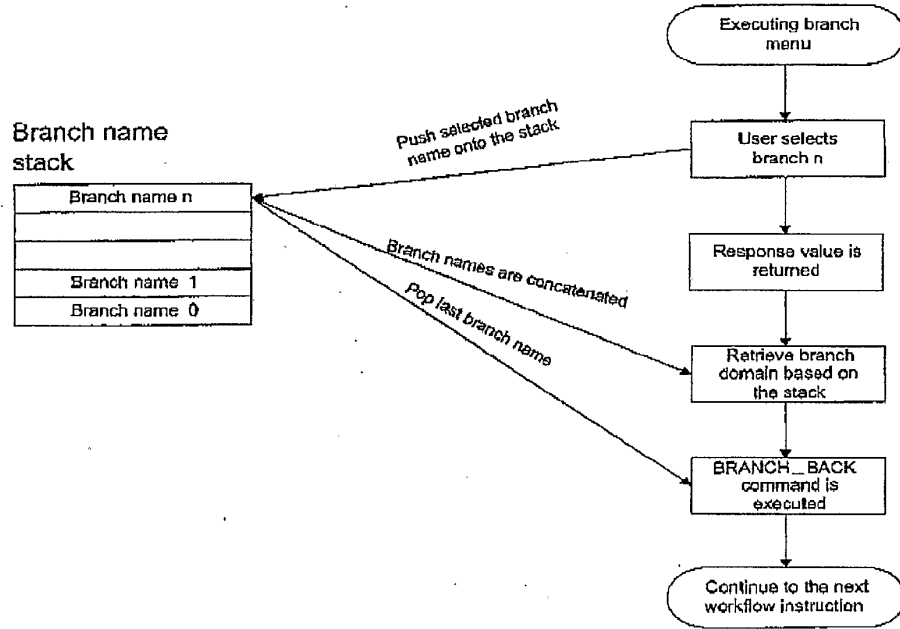 Executing branch
menu
Push selected branch
name onto the stack
User selects
branch n
Branch name
stack
Branch name n
Branch name 1
Branch name 0
Response value is
returned
Branch names are concatenated
Pop last branch name
Retrieve branch
domain based on
the stack
BRANCH_BACK
command is
executed
Continue to the next
workflow instruction